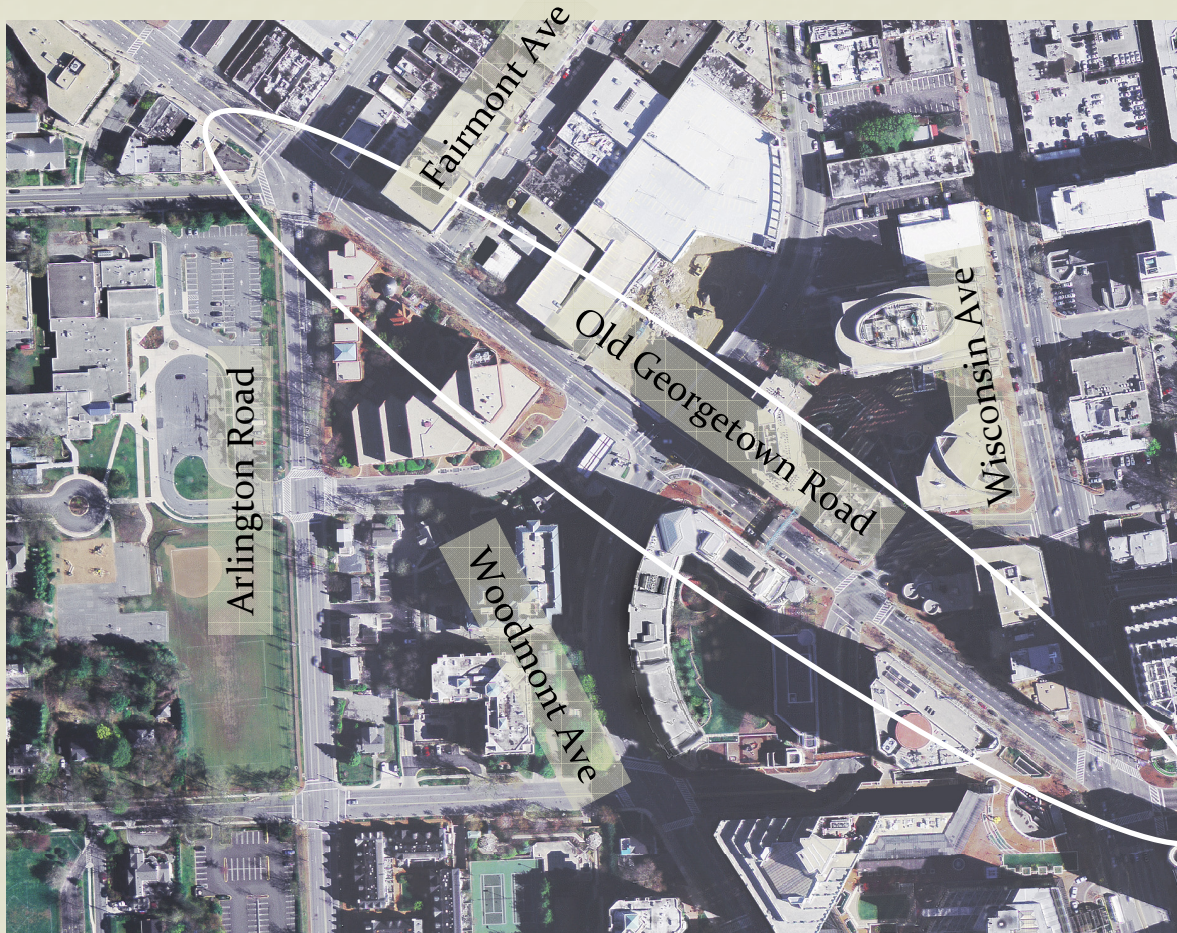 Fairmont Ave
Old Georgetown Road
Wisconsin Ave
Arlington Road
Woodmont Ave